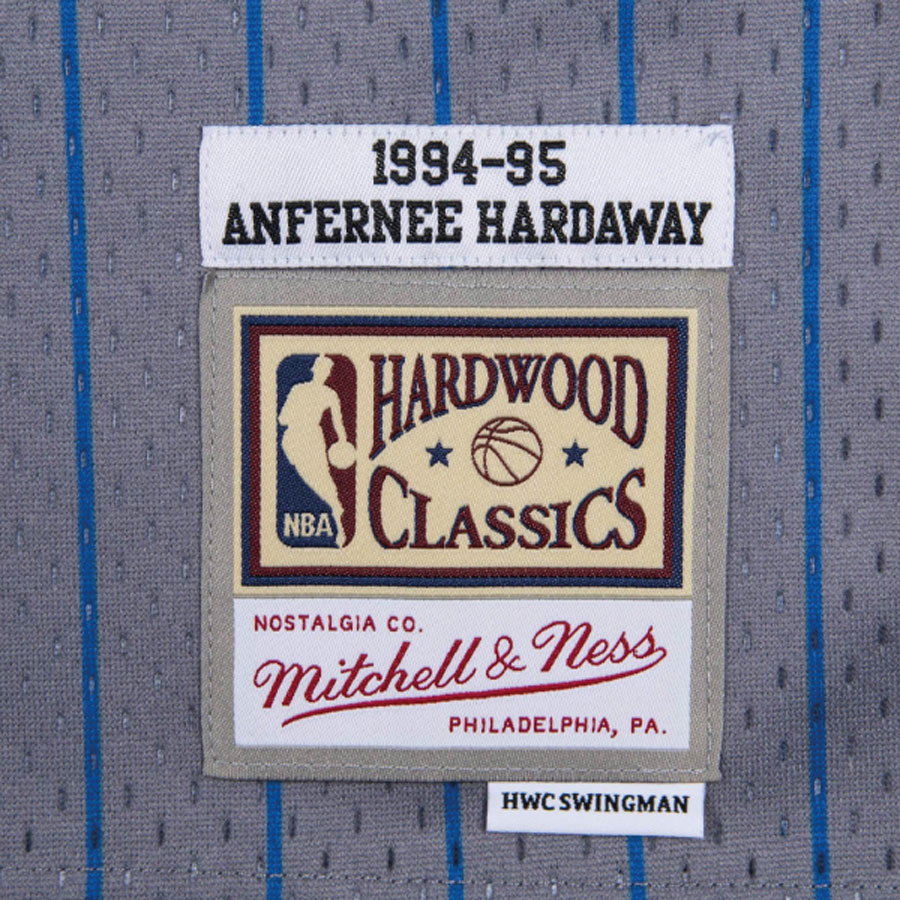 1994-95
ANFERNEE HARDAWAY
HARDWOOD
CLASSICS
NBA
NOSTALGIA CO.
Mitchell & Ness
PHILADELPHIA, PA.
HWC SWINGMAN